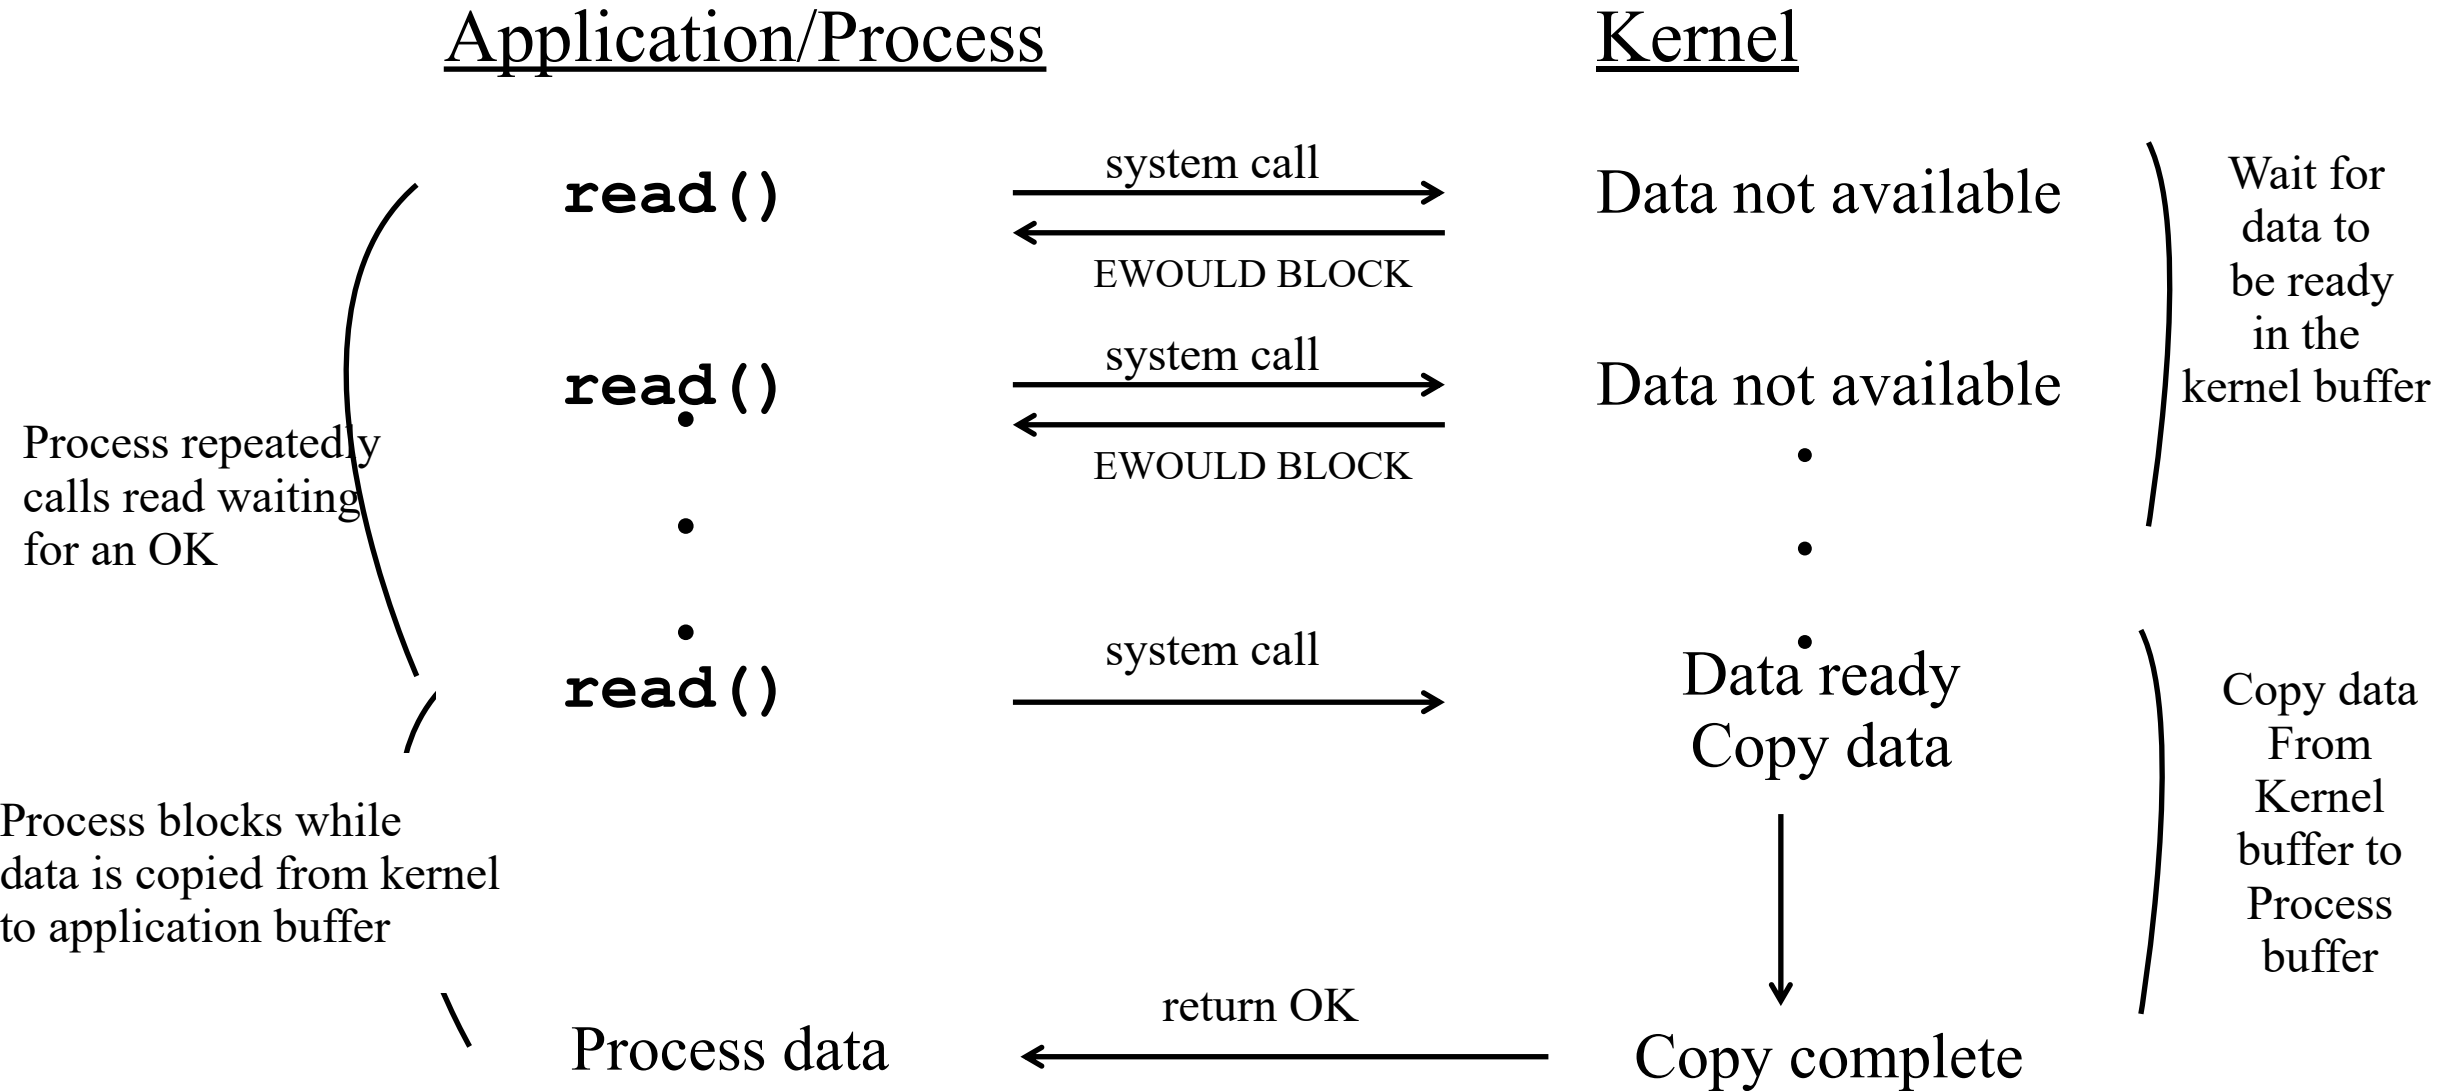 Application/Process
Kernel
read()
system call
Data not available
EWOULD BLOCK
Wait for
data to
be ready
in the
kernel buffer
read()
system call
Data not available
EWOULD BLOCK
Process repeatedly
calls read waiting
for an OK
read()
system call
Data ready
Copy data
Copy data
From
Kernel
buffer to
Process
buffer
Process blocks while
data is copied from kernel
to application buffer
Process data
return OK
Copy complete